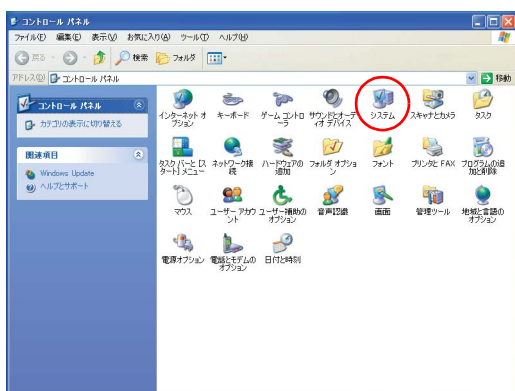 コントロール パネル
ファイル(F) 編集(E) 表示(V) お気に入り(A) ツール(T) ヘルプ(H)
戻る 検索 フォルダ
アドレス(D) コントロール パネル 移動
コントロール パネル
カテゴリの表示に切り替える
関連項目
Windows Update
ヘルプとサポート
インターネット オプション
キーボード
ゲーム コントローラ
サウンドとオーディオ デバイス
システム
スキャナとカメラ
タスク
タスク バーと [スタート] メニュー
ネットワーク接続
ハードウェアの追加
フォルダ オプション
フォント
プリンタと FAX
プログラムの追加と削除
マウス
ユーザー アカウント
ユーザー補助のオプション
音声認識
画面
管理ツール
地域と言語のオプション
電源オプション
電話とモデムのオプション
日付と時刻